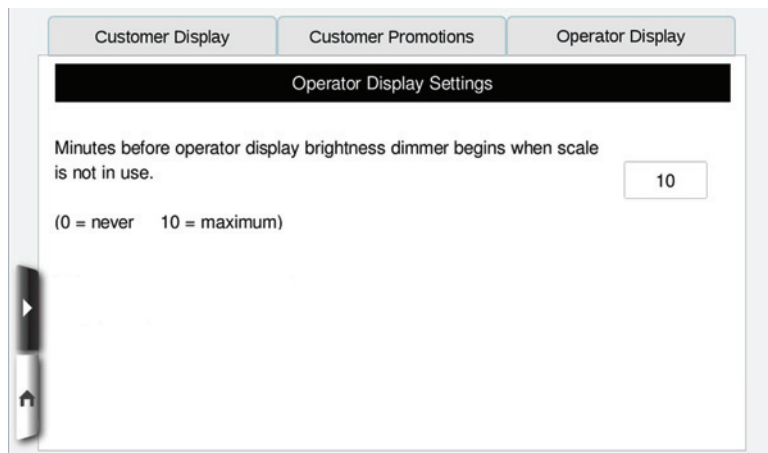 Customer Display
Customer Promotions
Operator Display
Operator Display Settings
Minutes before operator display brightness dimmer begins when scale
is not in use.
10
(0 = never 10 = maximum)